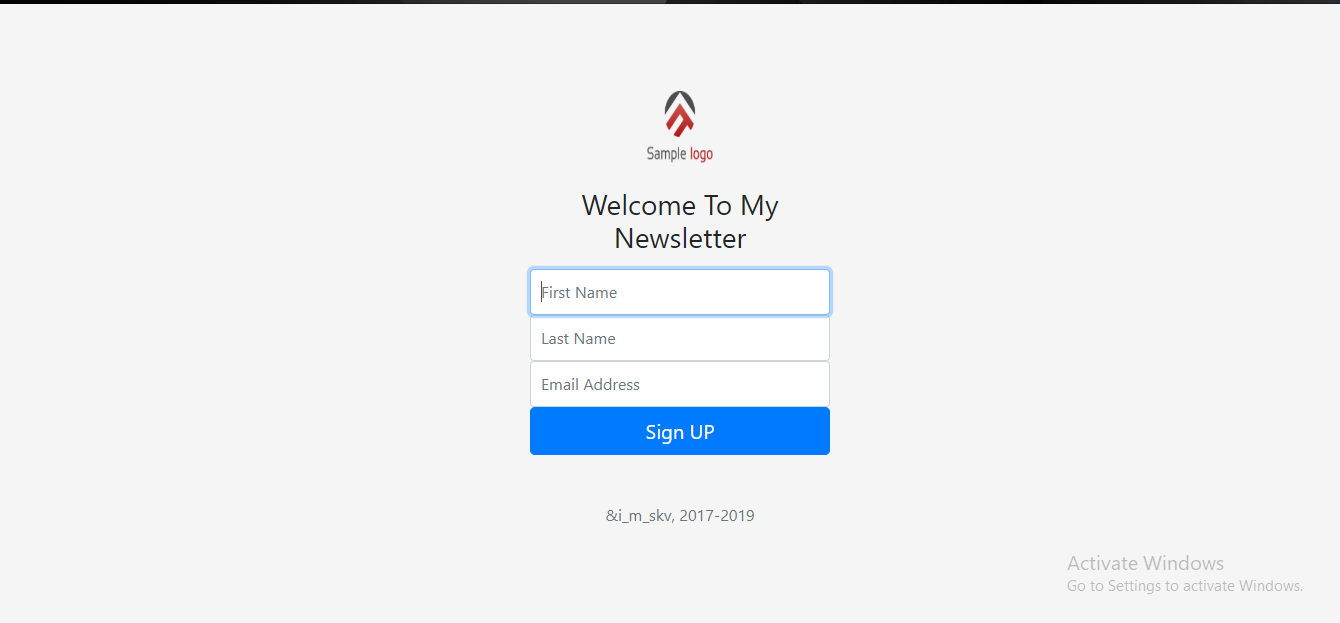 Sample logo
Welcome To My
Newsletter
First Name
Last Name
Email Address
Sign UP
&i_m_skv, 2017-2019
Activate Windows
Go to Settings to activate Windows.